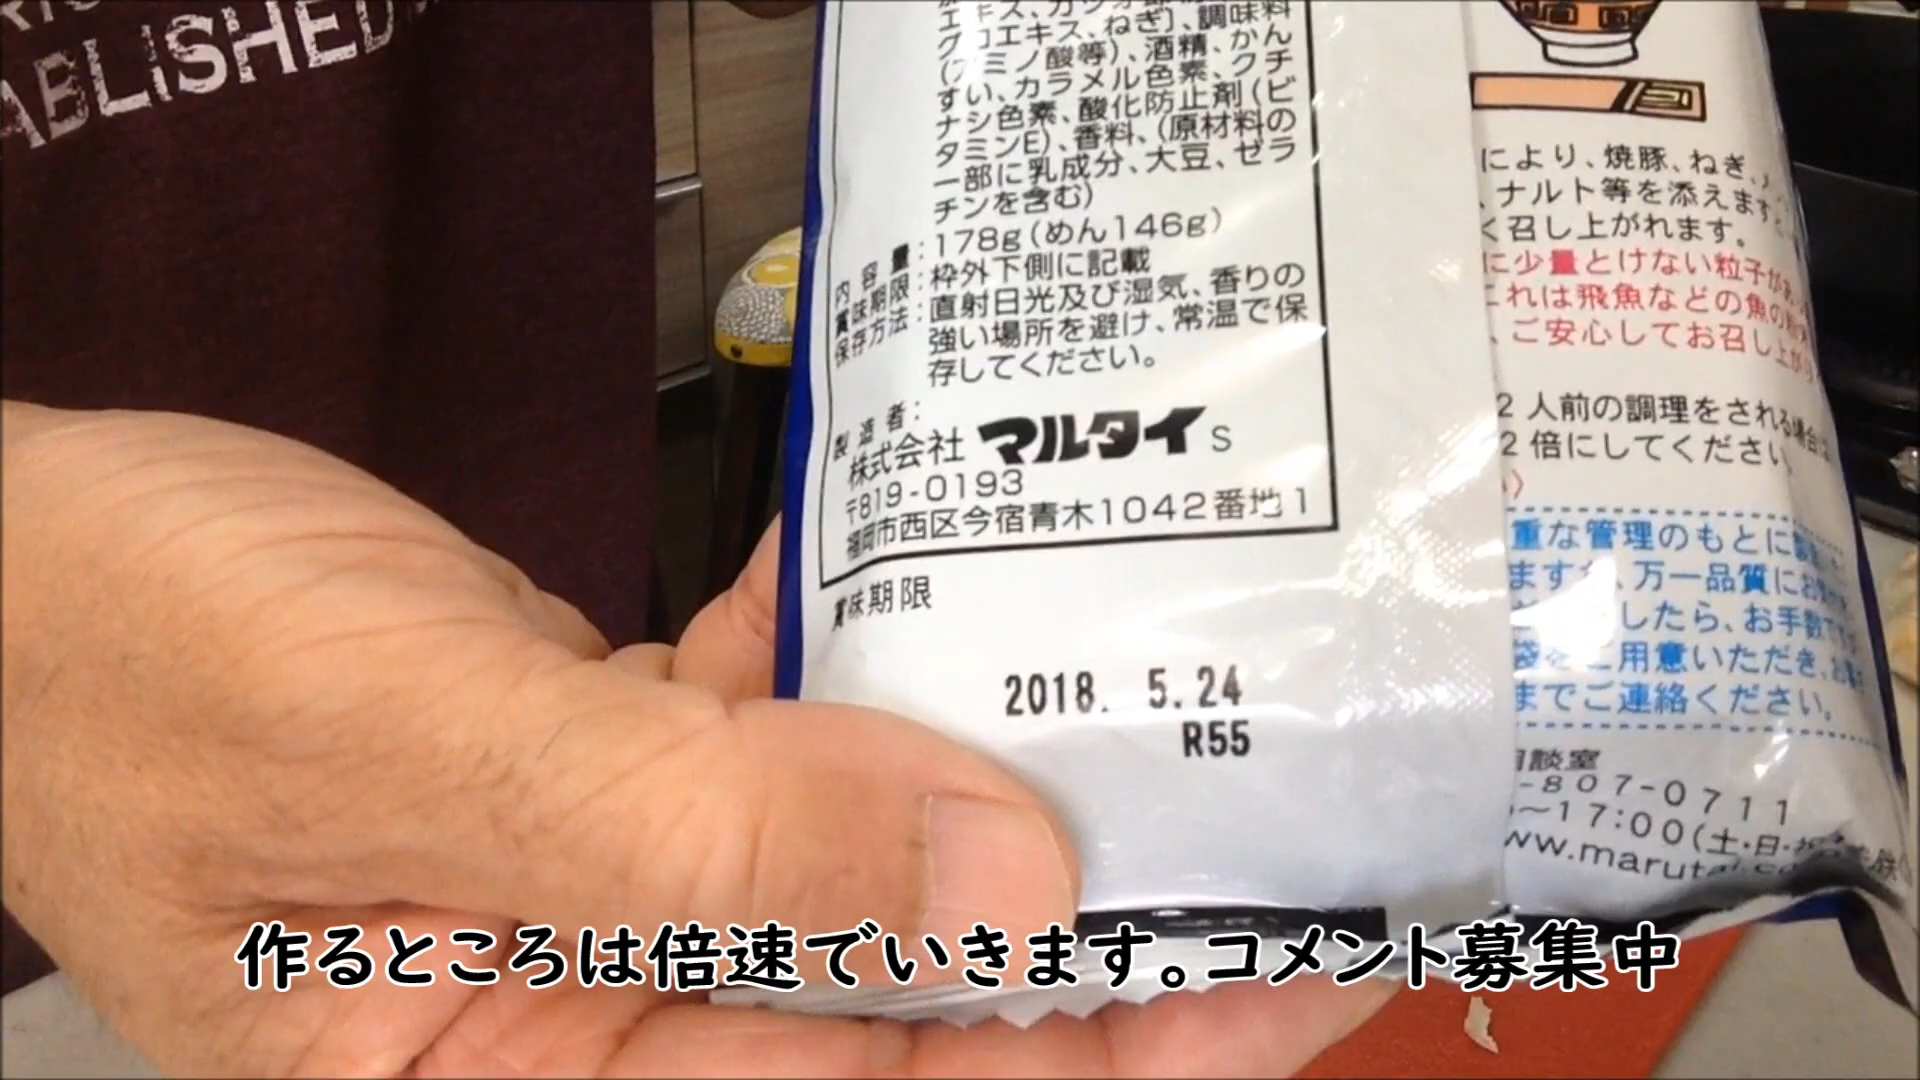 ABLISHED
エキス、
グ コエキス、ねぎ)、調味料
(アミノ酸等)、酒精、かん
すい、カラメル色素、クチ
ナシ色素、酸化防止剤(ビ
タミンE)、香料、(原材料の
一部に乳成分、大豆、ゼラ
チンを含む)
内容量:178g(めん146g)
賞味期限:枠外下側に記載
保存方法:直射日光及び湿気、香りの
強い場所を避け、常温で保
存してください。
製造者:
株式会社 マルタイ S
〒819-0193
福岡市西区今宿青木1042番地1
賞味期限
2018. 5.24
R55
により、焼豚、ねぎ、
、ナルト等を添えます
く召し上がれます。
に少量とけない粒子が
これは飛魚などの魚の
、ご安心してお召し上がり
2人前の調理をされる場合は
2倍にしてください。
重な管理のもとに
ますが、万一品質に
したら、お手数です
袋をご用意いただき、お
までご連絡ください。
談室
-807-0711
～17:00(土・日・祝
ww.marutai.co
作るところは倍速でいきます。コメント募集中